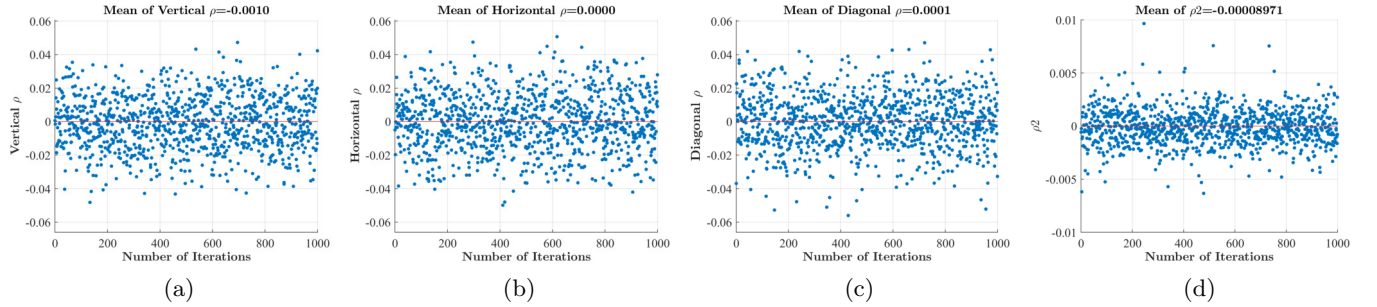 Mean of Vertical ρ=-0.0010
0.06
0.04
0.02
0
-0.02
-0.04
-0.06
Vertical ρ
0 200 400 600 800 1000
Number of Iterations
(a)
Mean of Horizontal ρ=0.0000
0.06
0.04
0.02
0
-0.02
-0.04
-0.06
Horizontal ρ
0 200 400 600 800 1000
Number of Iterations
(b)
Mean of Diagonal ρ=0.0001
0.06
0.04
0.02
0
-0.02
-0.04
-0.06
Diagonal ρ
0 200 400 600 800 1000
Number of Iterations
(c)
Mean of ρ2=-0.00008971
0.01
0.005
0
-0.005
-0.01
ρ2
0 200 400 600 800 1000
Number of Iterations
(d)